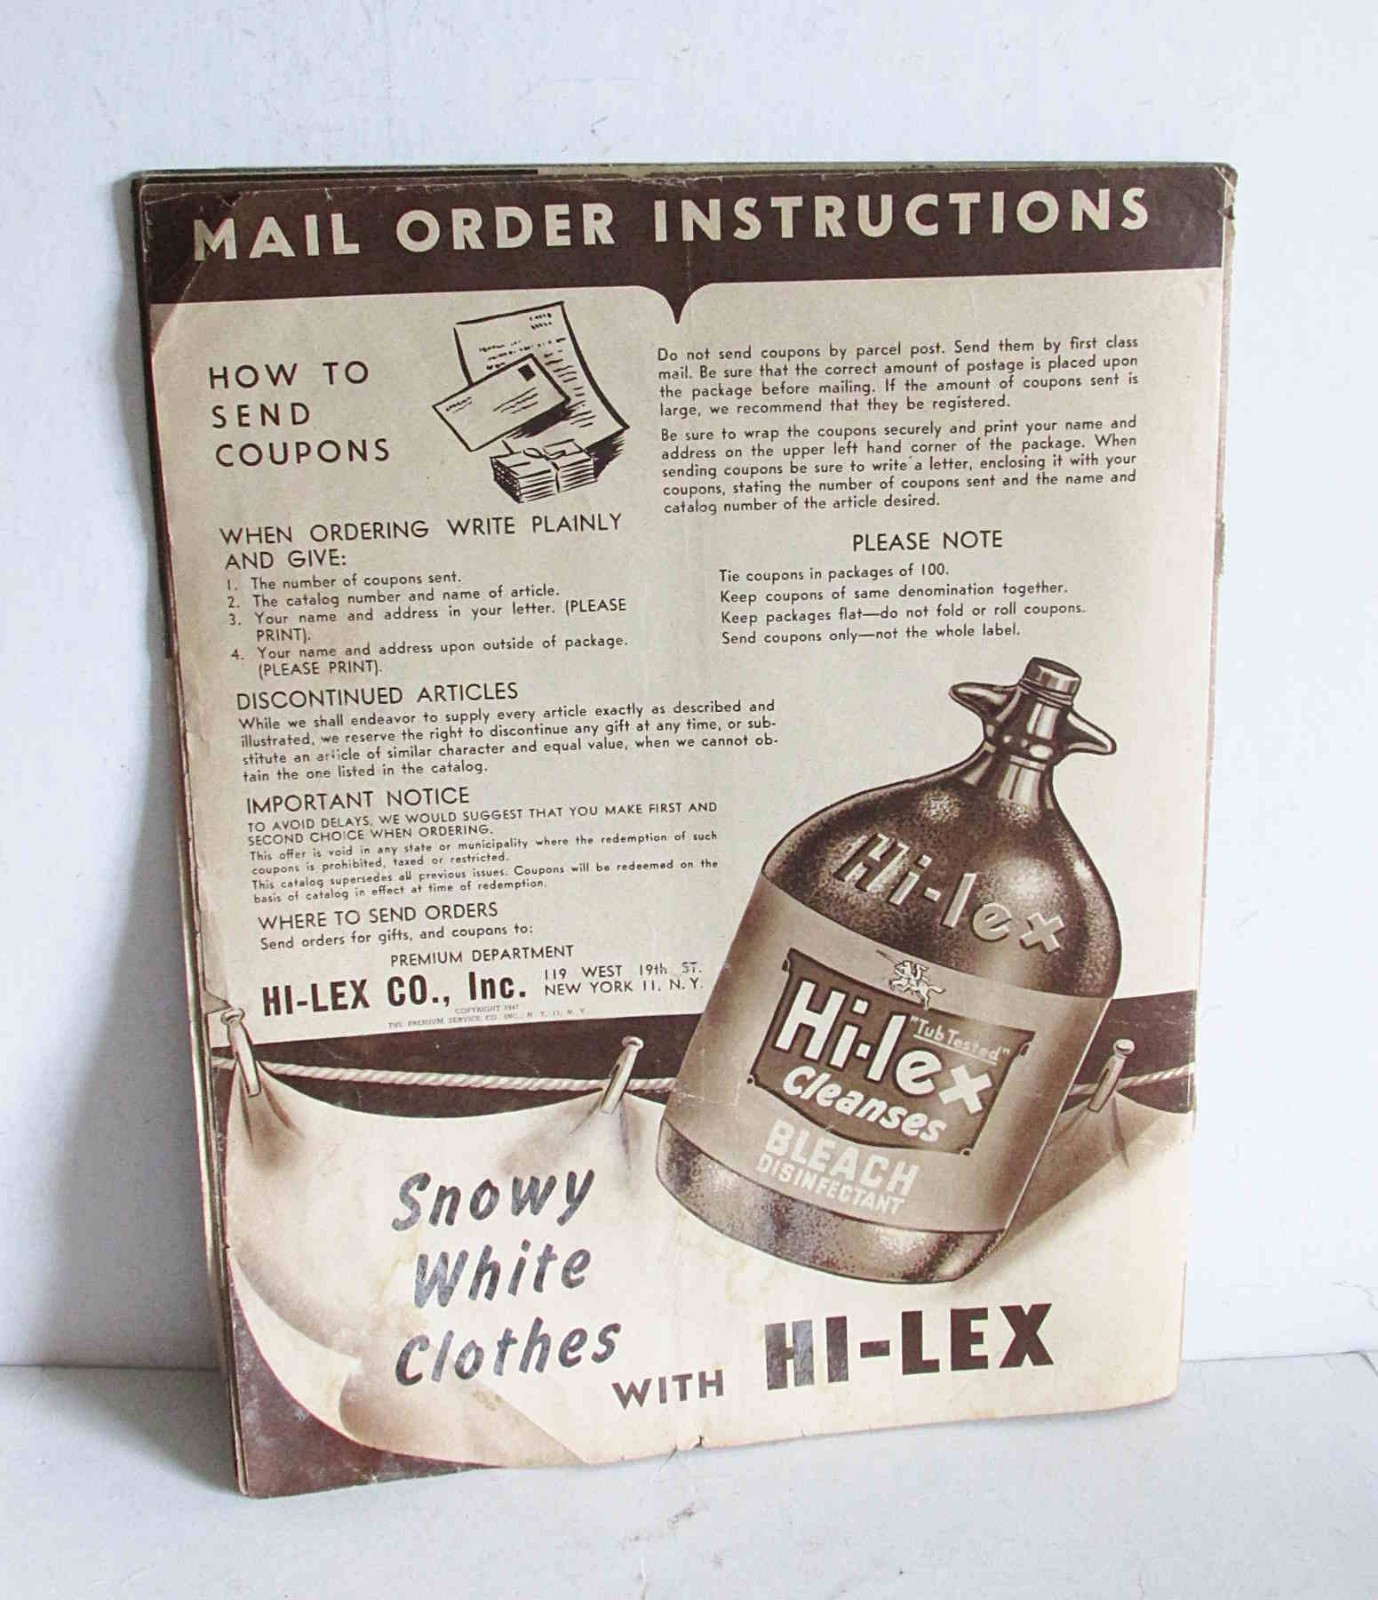 MAIL ORDER INSTRUCTIONS
HOW TO
SEND
COUPONS
WHEN ORDERING WRITE PLAINLY
AND GIVE:
1. The number of coupons sent.
2. The catalog number and name of article.
3. Your name and address in your letter. (PLEASE
PRINT).
4. Your name and address upon outside of package.
(PLEASE PRINT).
DISCONTINUED ARTICLES
While we shall endeavor to supply every article exactly as described and
illustrated, we reserve the right to discontinue any gift at any time, or sub-
stitute an article of similar character and equal value, when we cannot ob-
tain the one listed in the catalog.
IMPORTANT NOTICE
TO AVOID DELAYS, WE WOULD SUGGEST THAT YOU MAKE FIRST AND
SECOND CHOICE WHEN ORDERING.
This offer is void in any state or municipality where the redemption of such
coupons is prohibited, taxed or restricted.
This catalog supersedes all previous issues. Coupons will be redeemed on the
basis of catalog in effect at time of redemption.
WHERE TO SEND ORDERS
Send orders for gifts, and coupons to:
PREMIUM DEPARTMENT
HI-LEX CO., Inc.
119 WEST 19th ST.
NEW YORK 11, N. Y.
COPYRIGHT 1947
THE PREMIUM SERVICE CO. INC., N. Y. 11, N. Y.
Do not send coupons by parcel post. Send them by first class
mail. Be sure that the correct amount of postage is placed upon
the package before mailing. If the amount of coupons sent is
large, we recommend that they be registered.
Be sure to wrap the coupons securely and print your name and
address on the upper left hand corner of the package. When
sending coupons be sure to write a letter, enclosing it with your
coupons, stating the number of coupons sent and the name and
catalog number of the article desired.
PLEASE NOTE
Tie coupons in packages of 100.
Keep coupons of same denomination together.
Keep packages flat—do not fold or roll coupons.
Send coupons only—not the whole label.
Hi-lex
"Tub Tested"
Hi-lex
Cleanses
BLEACH
DISINFECTANT
Snowy
White
Clothes
WITH HI-LEX